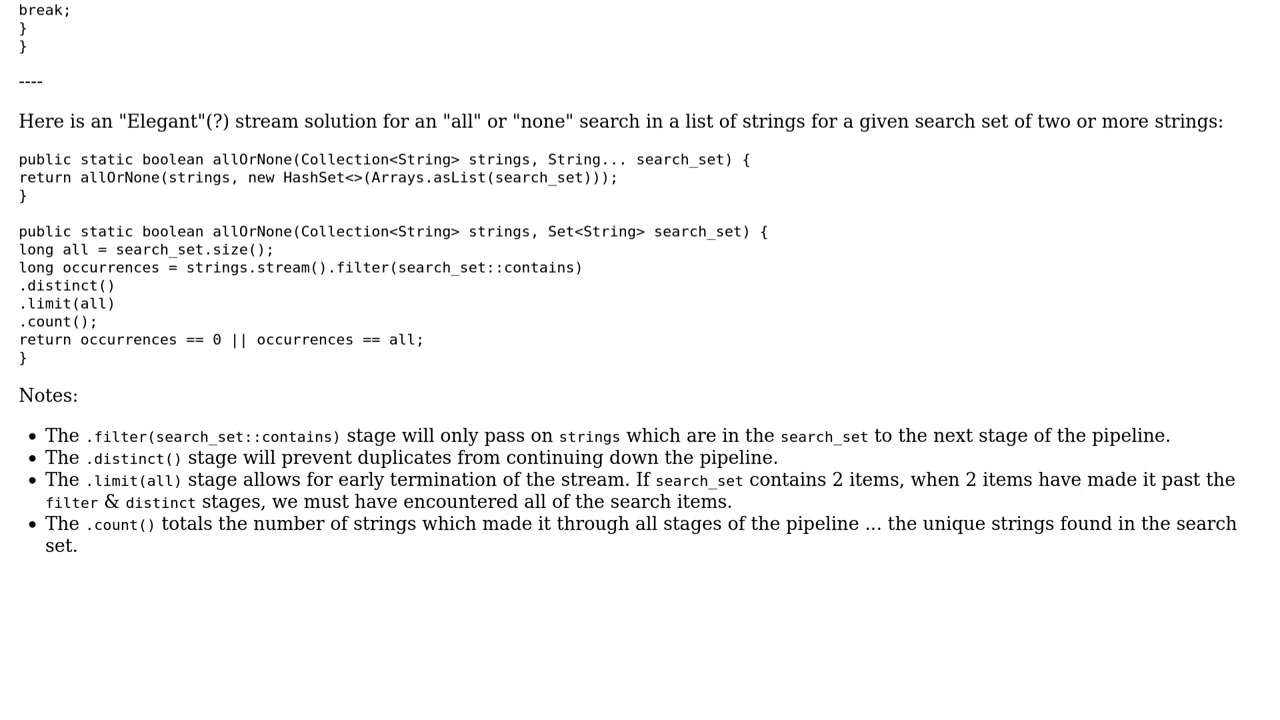 break;
}
}
----
Here is an "Elegant"(?) stream solution for an "all" or "none" search in a list of strings for a given search set of two or more strings:
public static boolean allOrNone(Collection<String> strings, String... search_set) {
return allOrNone(strings, new HashSet<>(Arrays.asList(search_set)));
}
public static boolean allOrNone(Collection<String> strings, Set<String> search_set) {
long all = search_set.size();
long occurrences = strings.stream().filter(search_set::contains)
.distinct()
.limit(all)
.count();
return occurrences == 0 || occurrences == all;
}
Notes:
• The .filter(search_set::contains) stage will only pass on strings which are in the search_set to the next stage of the pipeline.
• The .distinct() stage will prevent duplicates from continuing down the pipeline.
• The .limit(all) stage allows for early termination of the stream. If search_set contains 2 items, when 2 items have made it past the
filter & distinct stages, we must have encountered all of the search items.
• The .count() totals the number of strings which made it through all stages of the pipeline ... the unique strings found in the search
set.